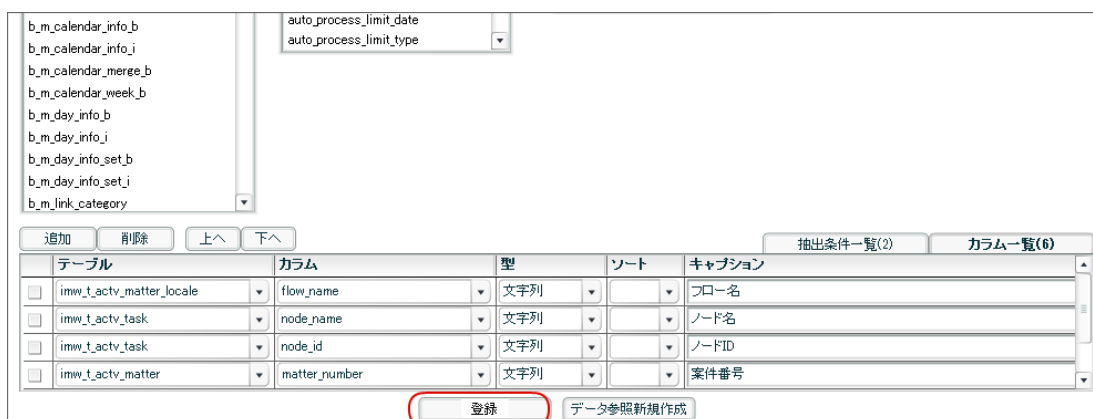 auto_process_limit_date
auto_process_limit_type
b_m_calendar_info_b
b_m_calendar_info_i
b_m_calendar_merge_b
b_m_calendar_week_b
b_m_day_info_b
b_m_day_info_i
b_m_day_info_set_b
b_m_day_info_set_i
b_m_link_category
追加 削除 上へ 下へ 抽出条件一覧(2) カラム一覧(6)
テーブル カラム 型 ソート キャプション
imw_t_actv_matter_locale flow_name 文字列 フロー名
imw_t_actv_task node_name 文字列 ノード名
imw_t_actv_task node_id 文字列 ノードID
imw_t_actv_matter matter_number 文字列 案件番号
登録 データ参照新規作成